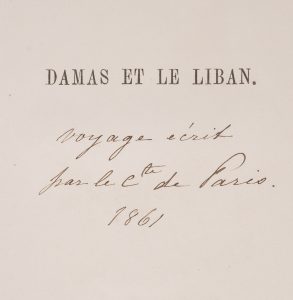 DAMAS ET LE LIBAN.
voyage écrit
par le Cte de Paris.
1861